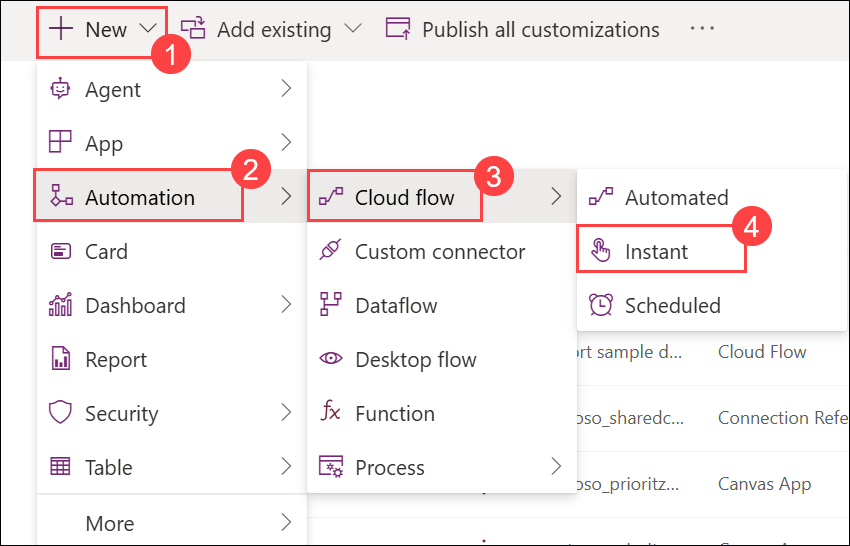 New
Add existing
Publish all customizations
1
Agent
App
2
3
Automation
Cloud flow
Automated
4
Card
Custom connector
Instant
Dashboard
Dataflow
Scheduled
Report
Desktop flow
ort sample d...
Cloud Flow
Security
Function
oso_sharedc...
Connection Refe
Table
Process
oso_prioritz...
Canvas App
More